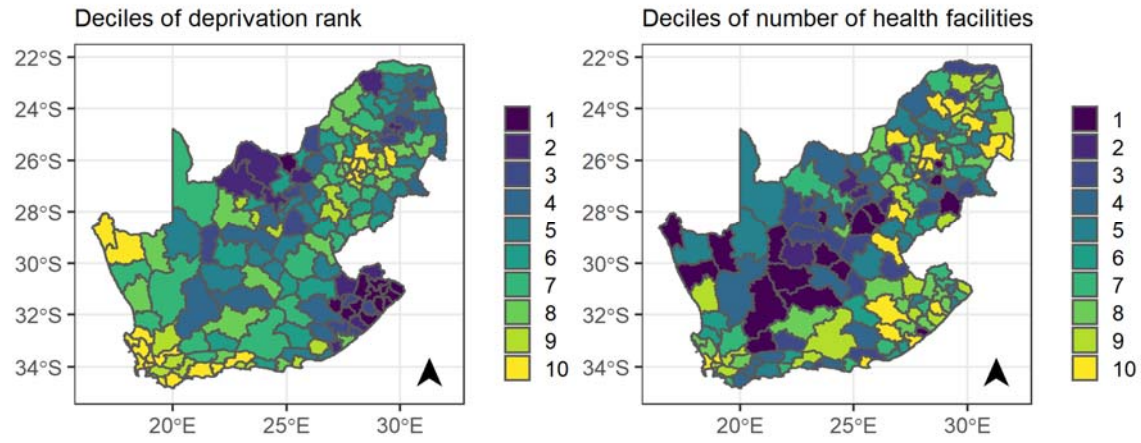 Deciles of deprivation rank
22°S
24°S
26°S
28°S
30°S
32°S
34°S
20°E
25°E
30°E
1
2
3
4
5
6
7
8
9
10
Deciles of number of health facilities
22°S
24°S
26°S
28°S
30°S
32°S
34°S
20°E
25°E
30°E
1
2
3
4
5
6
7
8
9
10